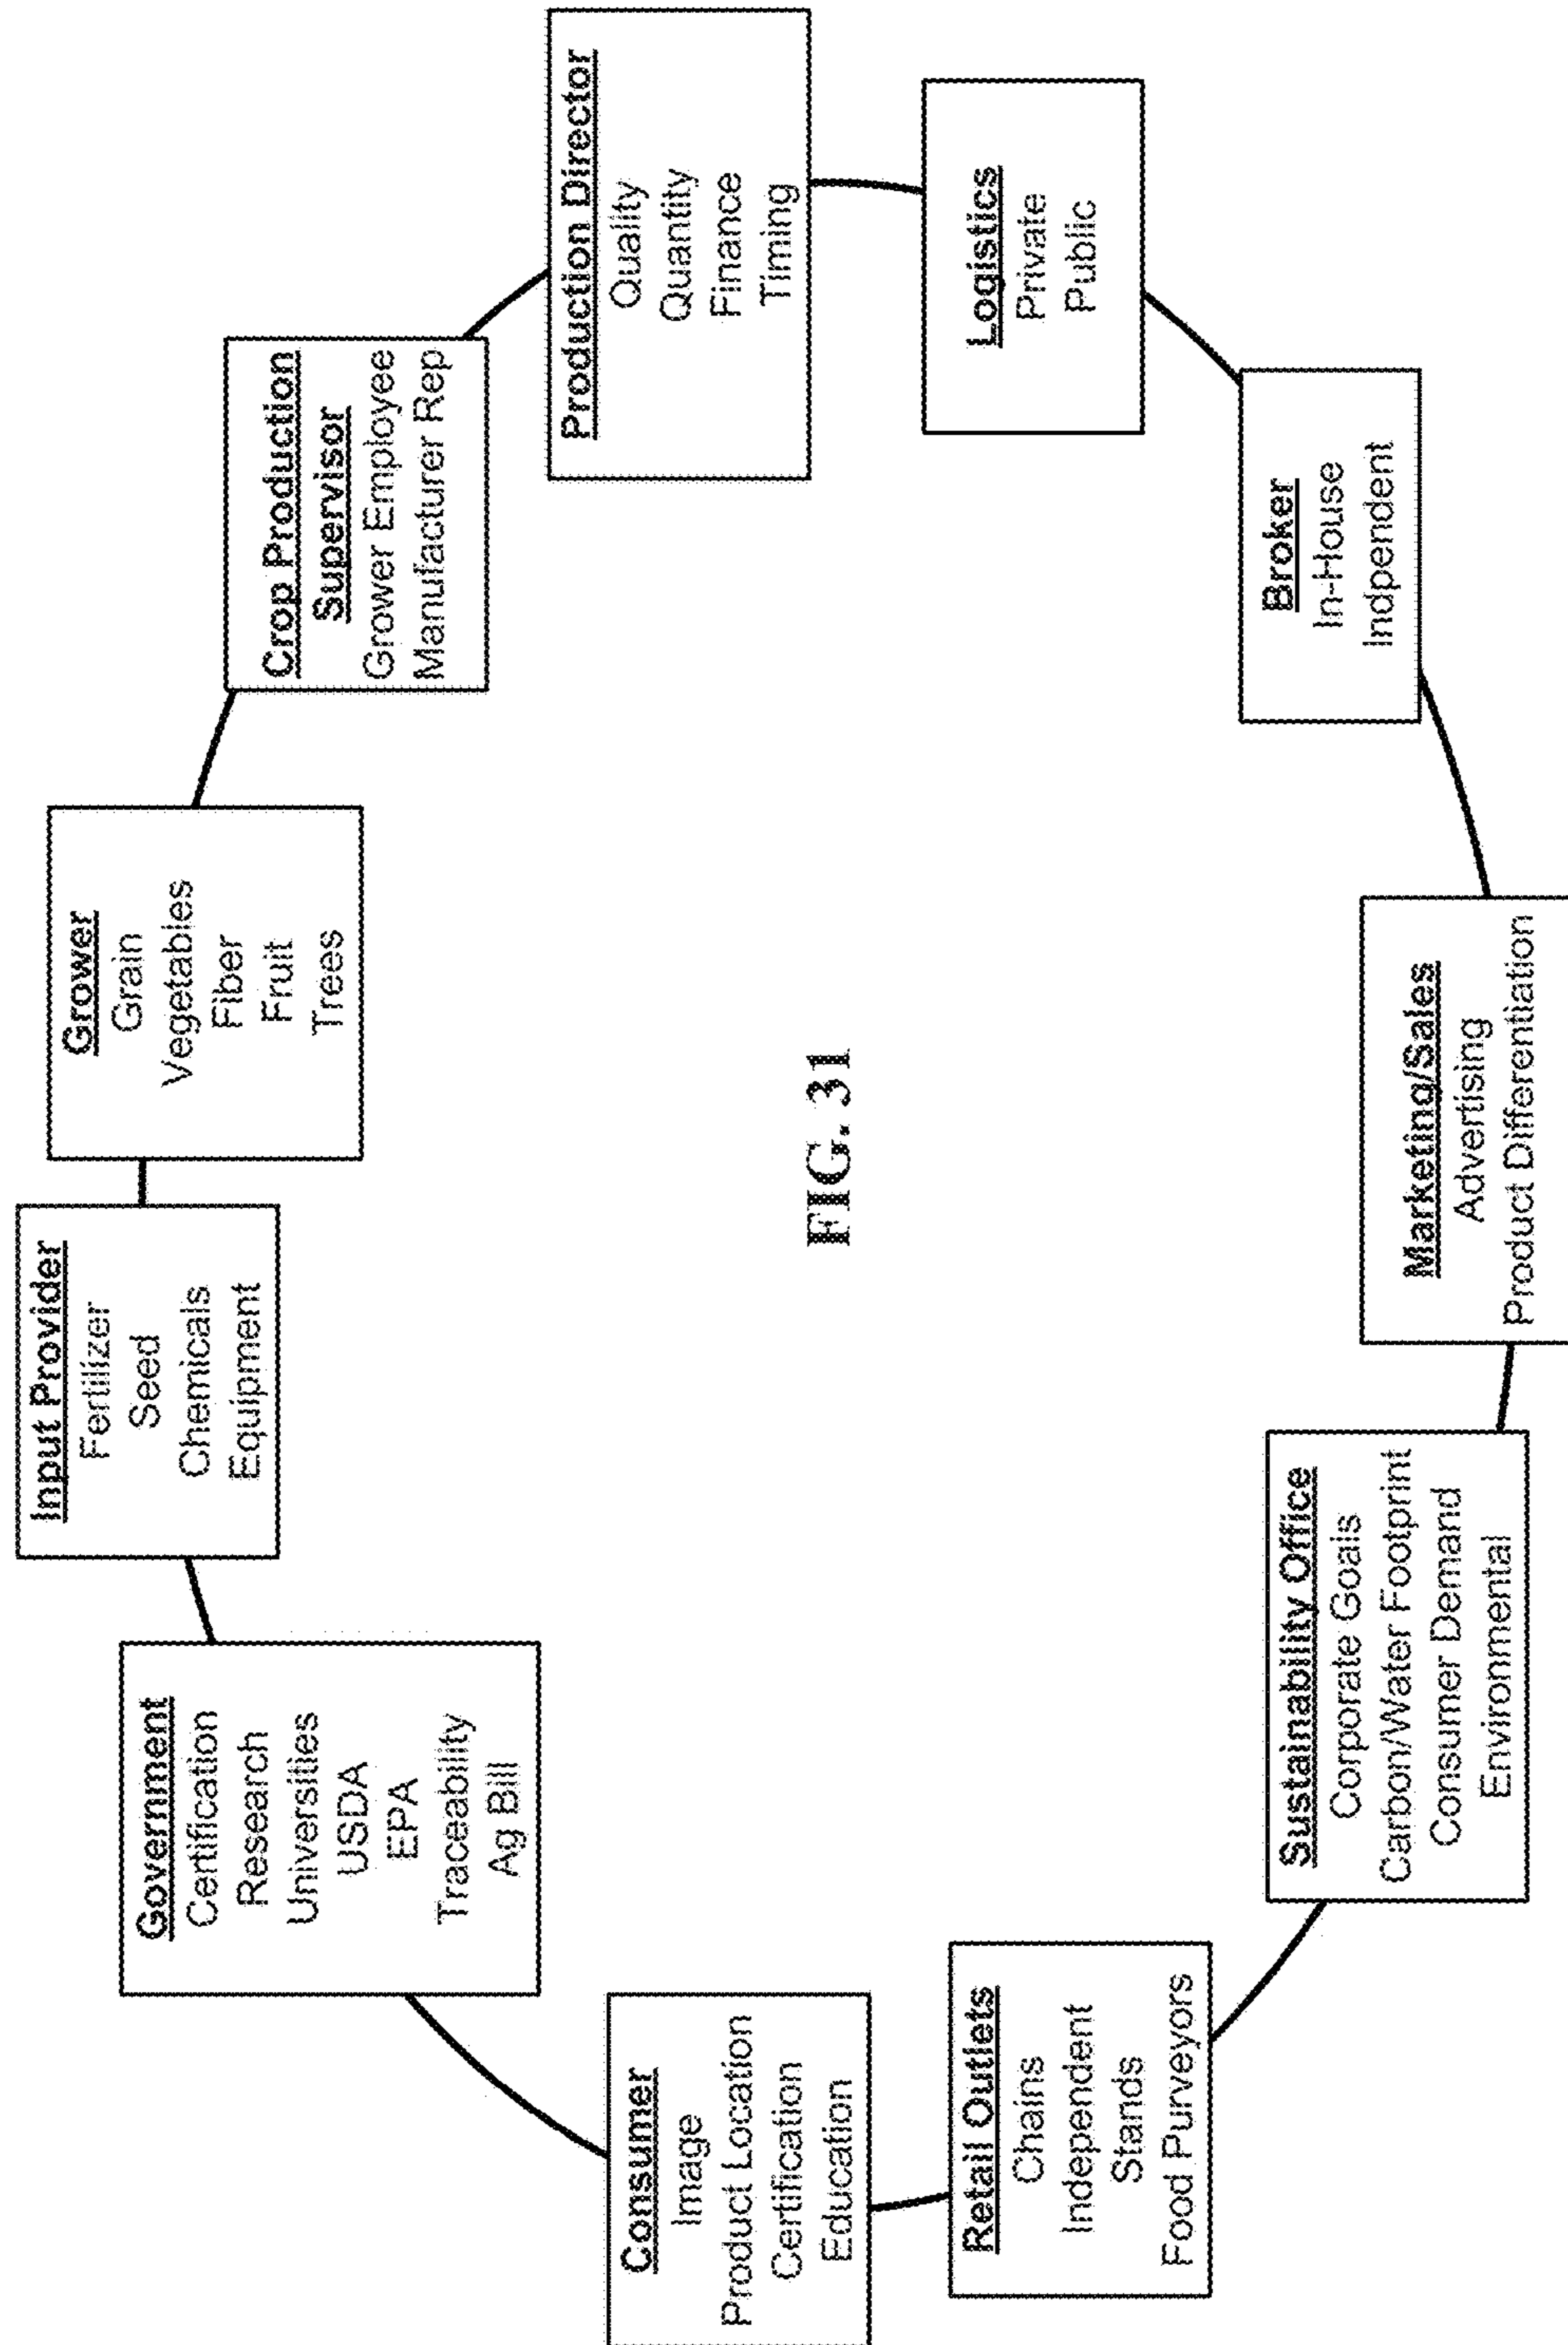 Input Provider
Fertilizer
Seed
Chemicals
Equipment
Grower
Grain
Vegetables
Fiber
Fruit
Trees
Crop Production
Supervisor
Grower Employee
Manufacturer Rep
Production Director
Quality
Quantity
Finance
Timing
Logistics
Private
Public
Broker
In-House
Indpendent
Marketing/Sales
Advertising
Product Differentiation
Sustainability Office
Corporate Goals
Carbon/Water Footprint
Consumer Demand
Environmental
Retail Outlets
Chains
Independent
Stands
Food Purveyors
Consumer
Image
Product Location
Certification
Education
Government
Certification
Research
Universities
USDA
EPA
Traceability
Ag Bill
FIG. 31